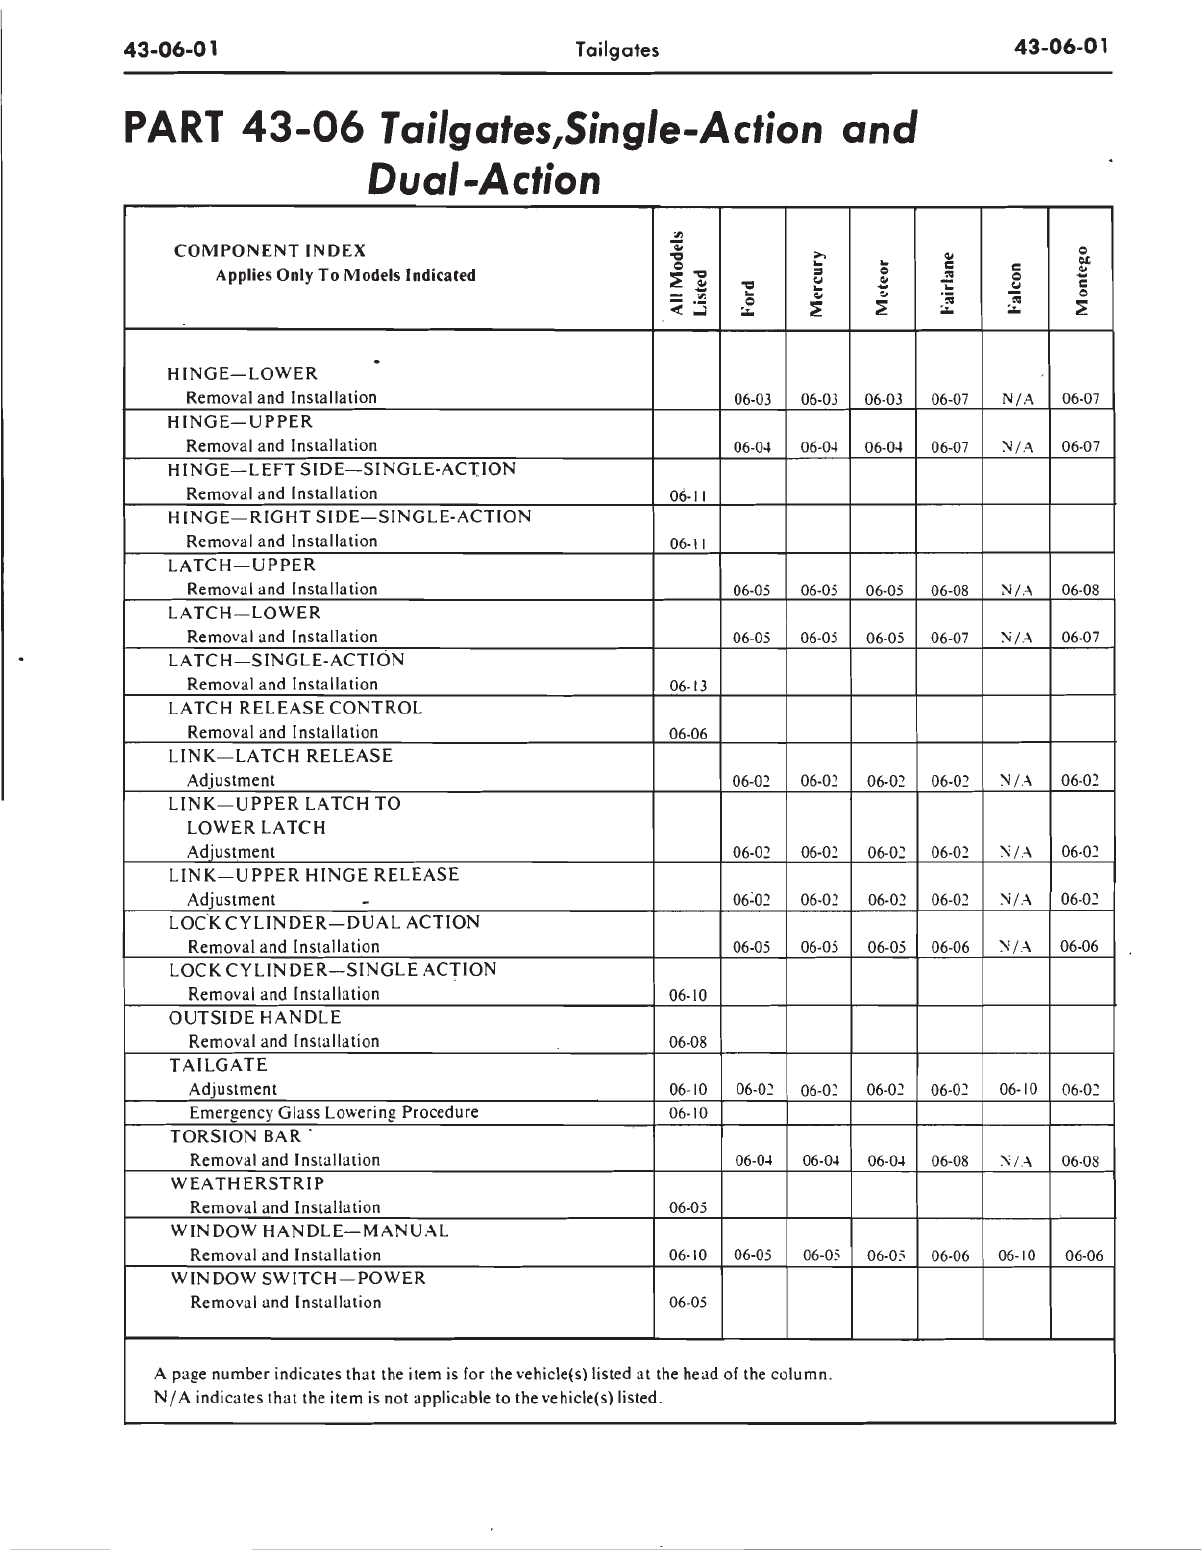 43-06-01 Tailgates 43-06-01
PART 43-06 Tailgates,Single-Action and
Dual-Action
COMPONENT INDEX
Applies Only To Models Indicated
All Models
Listed
Ford
Mercury
Meteor
Fairlane
Falcon
Montego
HINGE—LOWER
Removal and Installation 06-03 06-03 06-03 06-07 N/A 06-07
HINGE—UPPER
Removal and Installation 06-04 06-04 06-04 06-07 N/A 06-07
HINGE—LEFT SIDE—SINGLE-ACTION
Removal and Installation 06-11
HINGE—RIGHT SIDE—SINGLE-ACTION
Removal and Installation 06-11
LATCH—UPPER
Removal and Installation 06-05 06-05 06-05 06-08 N/A 06-08
LATCH—LOWER
Removal and Installation 06-05 06-05 06-05 06-07 N/A 06-07
LATCH—SINGLE-ACTION
Removal and Installation 06-13
LATCH RELEASE CONTROL
Removal and Installation 06-06
LINK—LATCH RELEASE
Adjustment 06-02 06-02 06-02 06-02 N/A 06-02
LINK—UPPER LATCH TO
LOWER LATCH
Adjustment 06-02 06-02 06-02 06-02 N/A 06-02
LINK—UPPER HINGE RELEASE
Adjustment 06-02 06-02 06-02 06-02 N/A 06-02
LOCK CYLINDER—DUAL ACTION
Removal and Installation 06-05 06-05 06-05 06-06 N/A 06-06
LOCK CYLINDER—SINGLE ACTION
Removal and Installation 06-10
OUTSIDE HANDLE
Removal and Installation 06-08
TAILGATE
Adjustment 06-10 06-02 06-02 06-02 06-02 06-10 06-02
Emergency Glass Lowering Procedure 06-10
TORSION BAR
Removal and Installation 06-04 06-04 06-04 06-08 N/A 06-08
WEATHERSTRIP
Removal and Installation 06-05
WINDOW HANDLE—MANUAL
Removal and Installation 06-10 06-05 06-05 06-05 06-06 06-10 06-06
WINDOW SWITCH—POWER
Removal and Installation 06-05
A page number indicates that the item is for the vehicle(s) listed at the head of the column.
N/A indicates that the item is not applicable to the vehicle(s) listed.